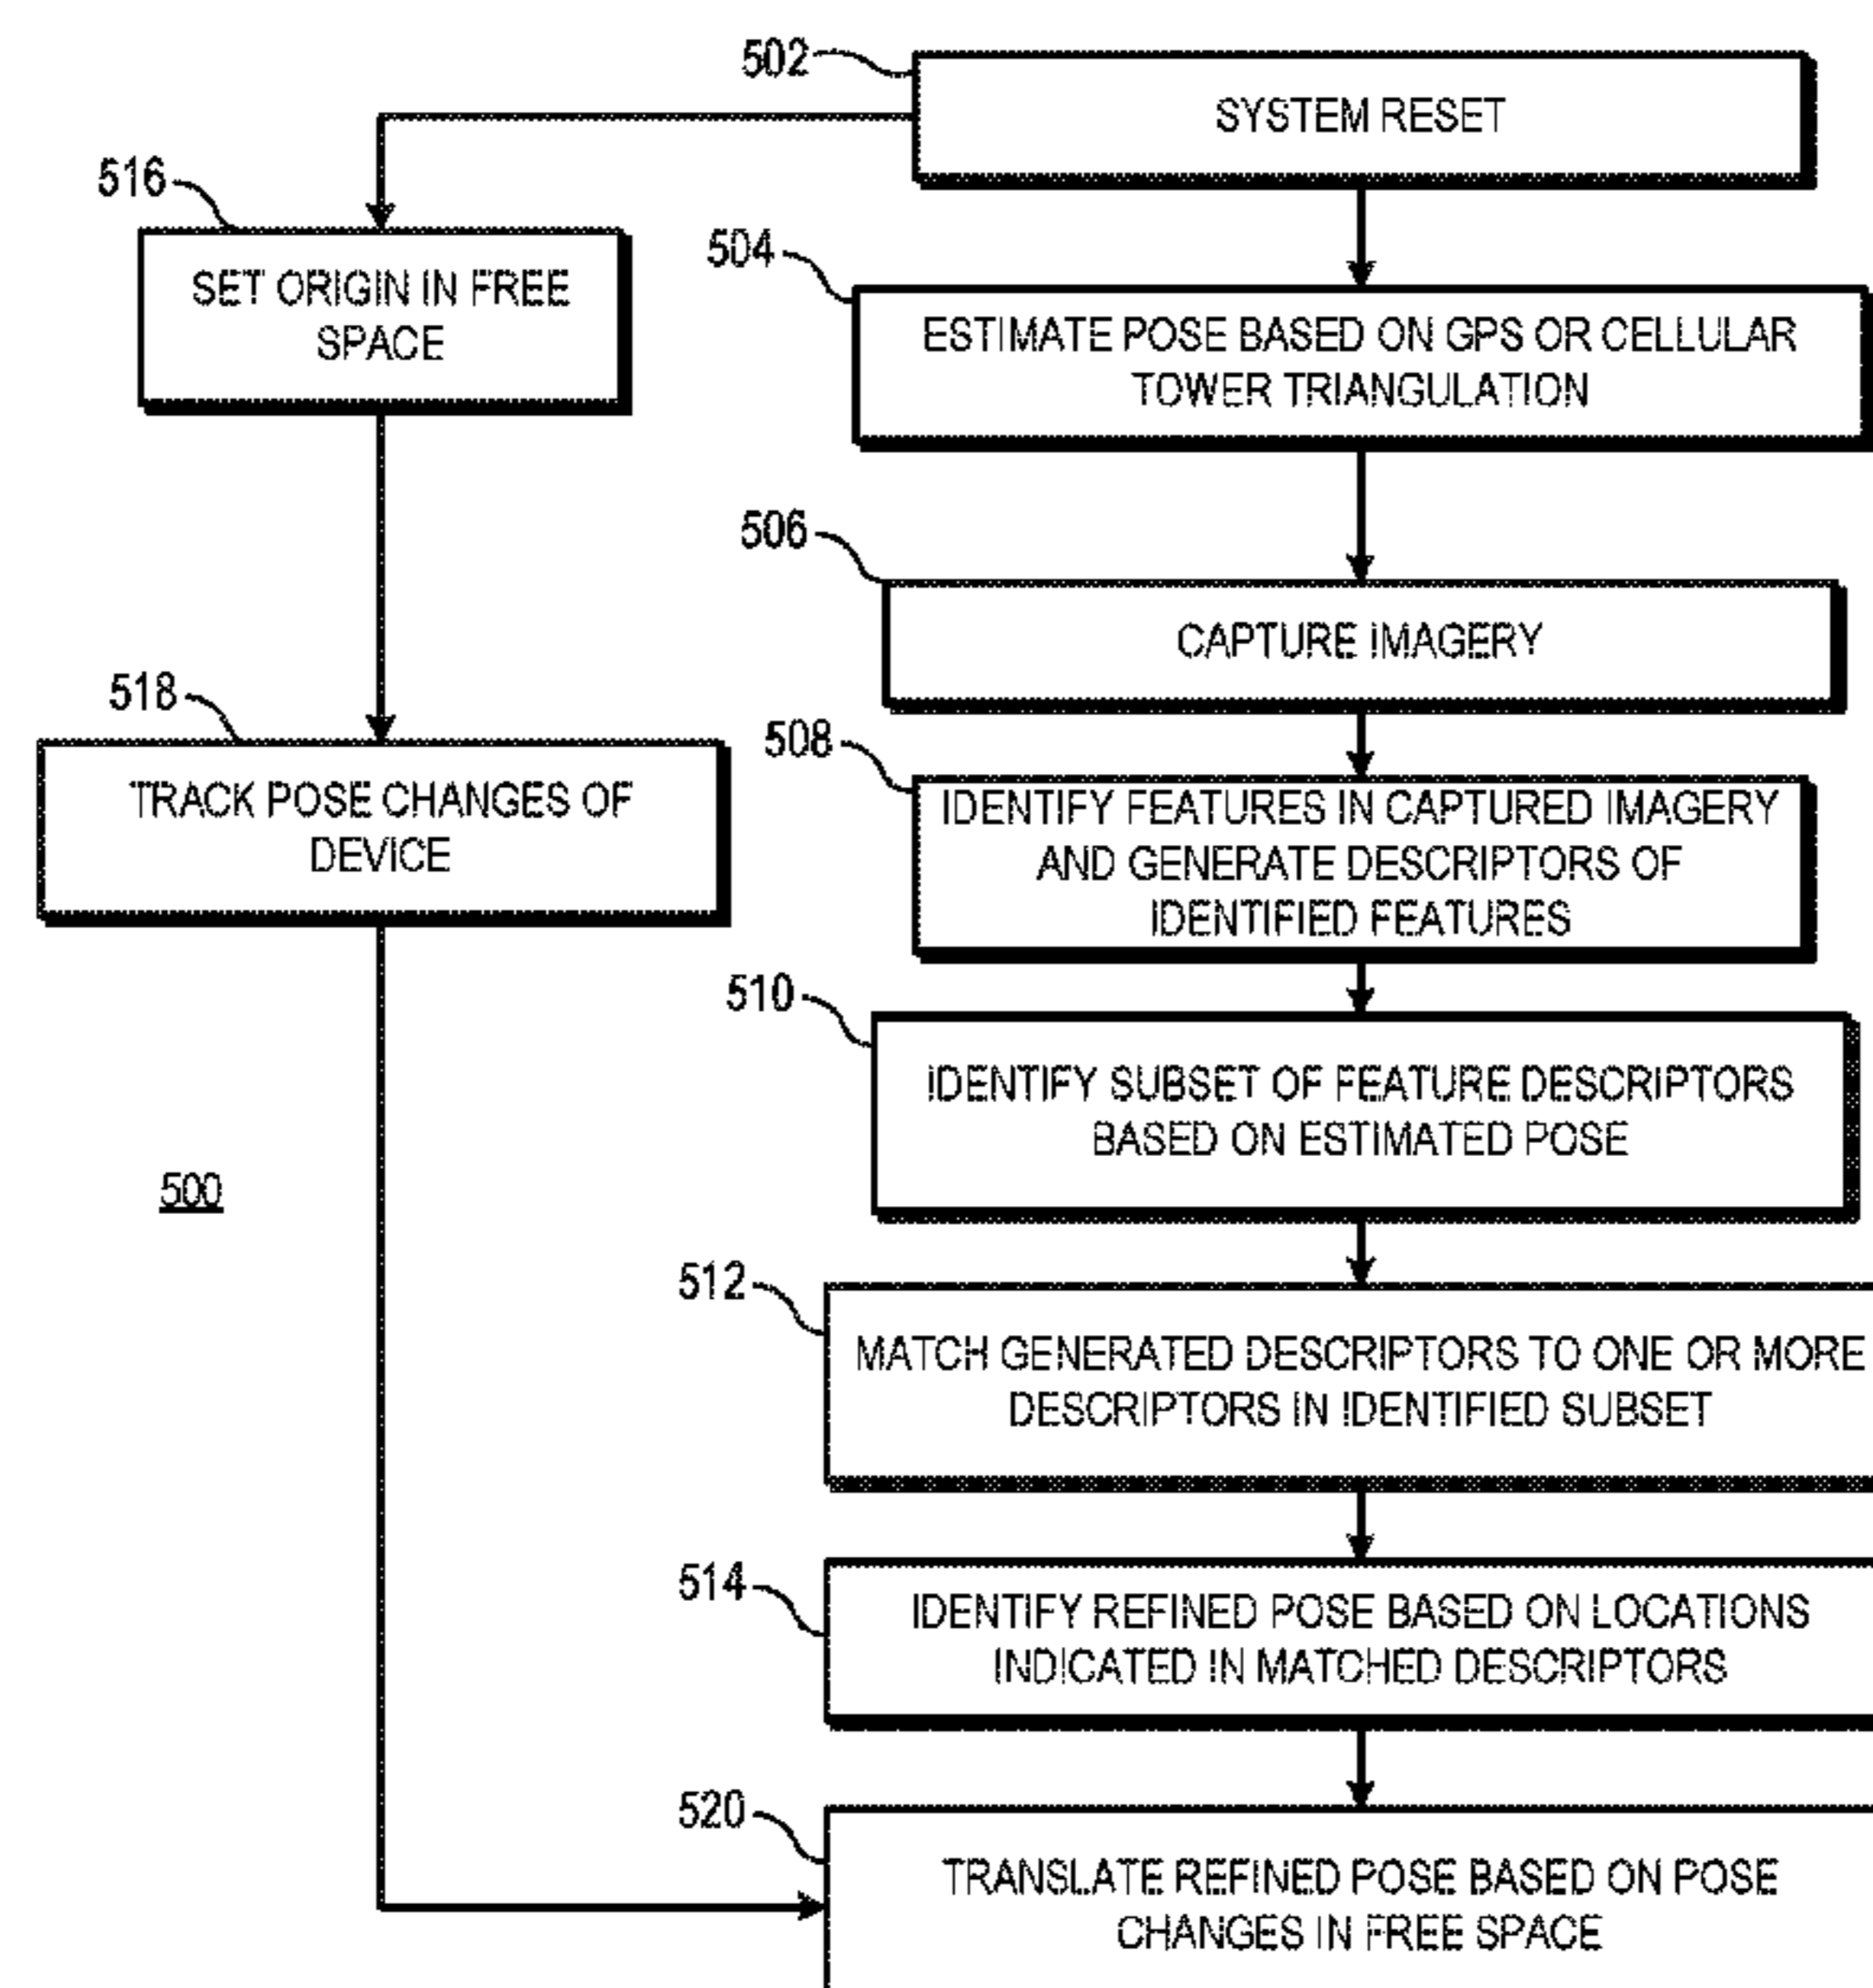 502
SYSTEM RESET
516
SET ORIGIN IN FREE
SPACE
504
ESTIMATE POSE BASED ON GPS OR CELLULAR
TOWER TRIANGULATION
506
CAPTURE IMAGERY
518
TRACK POSE CHANGES OF
DEVICE
508
IDENTIFY FEATURES IN CAPTURED IMAGERY
AND GENERATE DESCRIPTORS OF
IDENTIFIED FEATURES
510
IDENTIFY SUBSET OF FEATURE DESCRIPTORS
BASED ON ESTIMATED POSE
500
512
MATCH GENERATED DESCRIPTORS TO ONE OR MORE
DESCRIPTORS IN IDENTIFIED SUBSET
514
IDENTIFY REFINED POSE BASED ON LOCATIONS
INDICATED IN MATCHED DESCRIPTORS
520
TRANSLATE REFINED POSE BASED ON POSE
CHANGES IN FREE SPACE